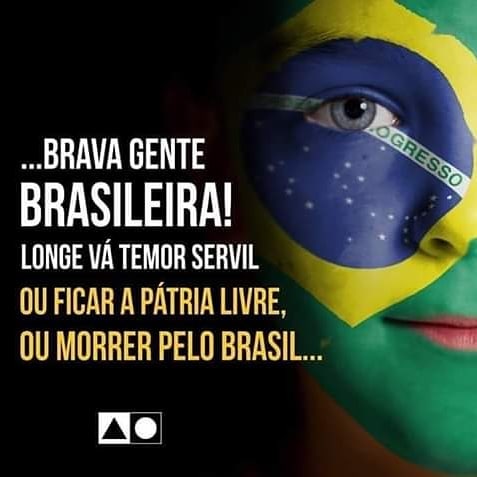 ...BRAVA GENTE
BRASILEIRA!
LONGE VÁ TEMOR SERVIL
OU FICAR A PÁTRIA LIVRE,
OU MORRER PELO BRASIL...
OGRESSO